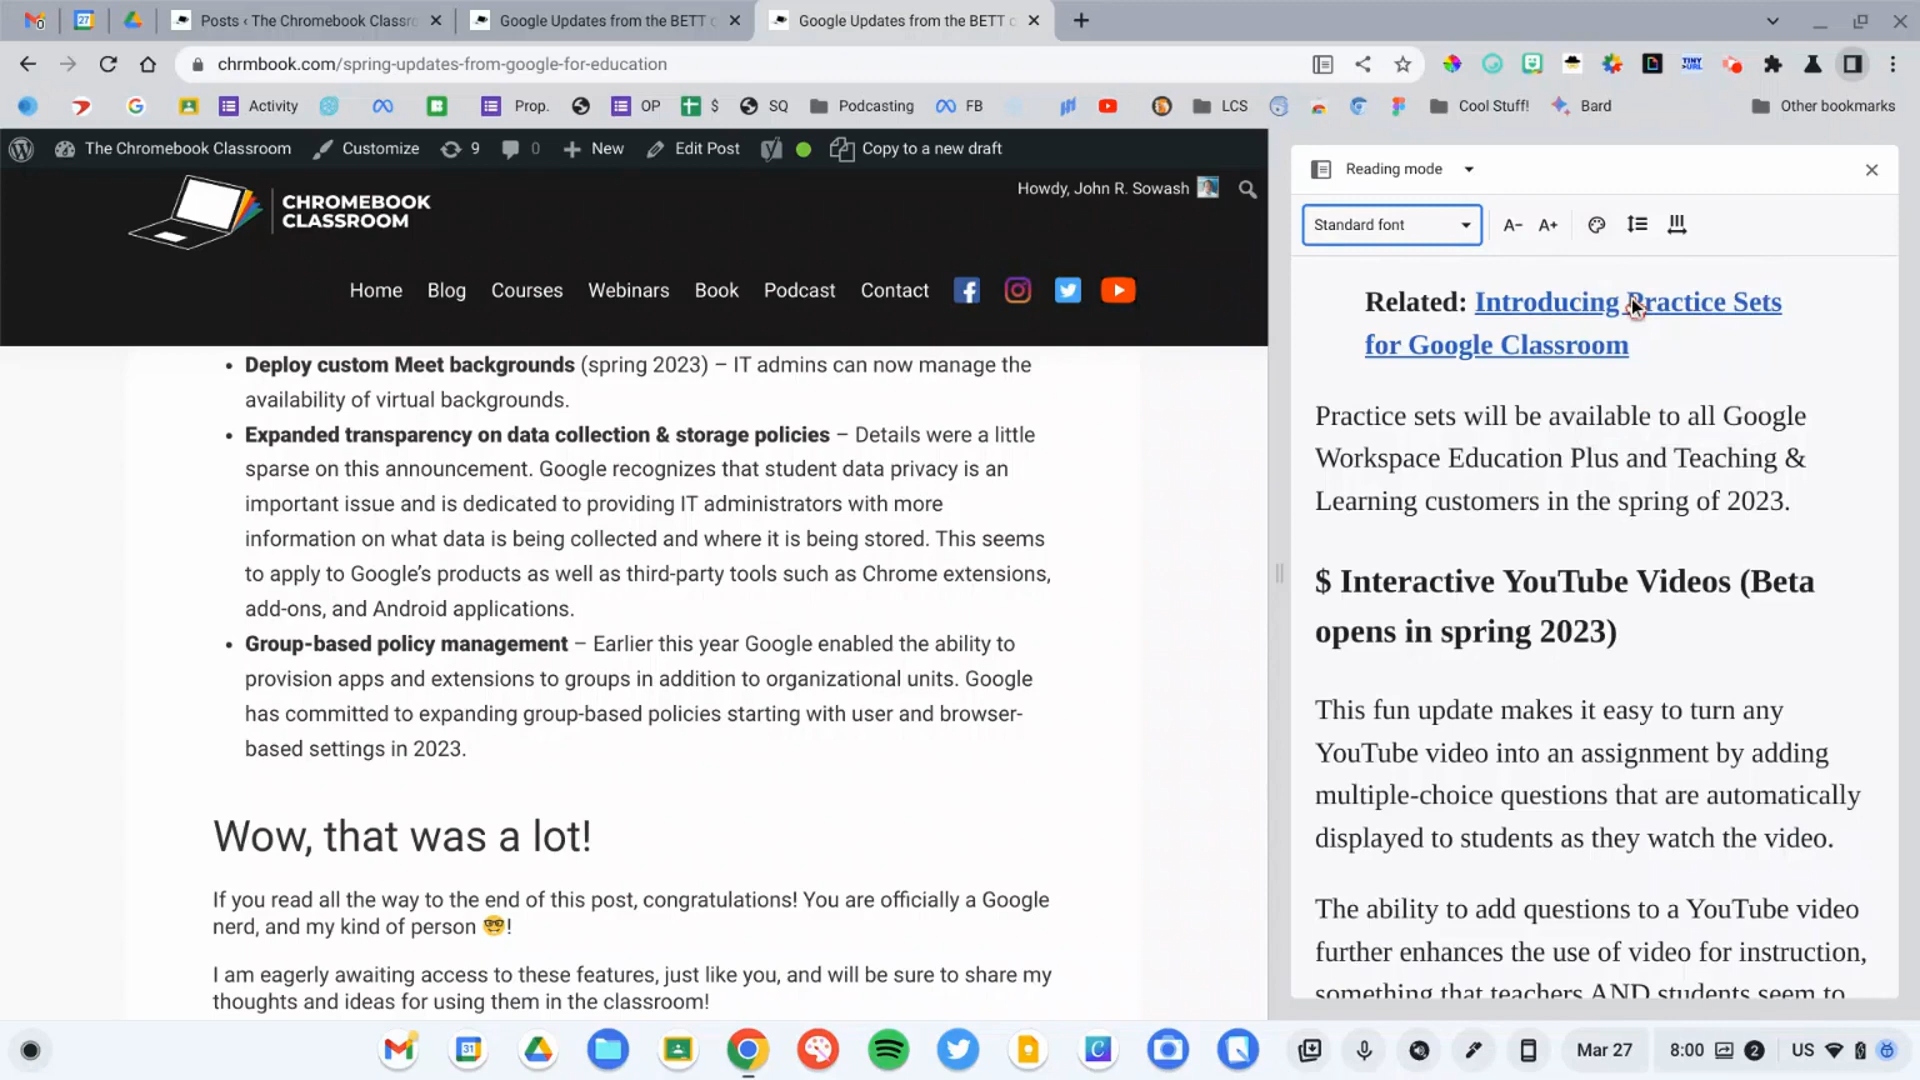 Posts ‹ The Chromebook Classro
Google Updates from the BETT c
Google Updates from the BETT c
chrmbook.com/spring-updates-from-google-for-education
Activity
Prop.
OP
$
SQ
Podcasting
FB
LCS
Cool Stuff!
Bard
Other bookmarks
The Chromebook Classroom
Customize
9
0
New
Edit Post
Copy to a new draft
CHROMEBOOK
CLASSROOM
Howdy, John R. Sowash
Home
Blog
Courses
Webinars
Book
Podcast
Contact
• Deploy custom Meet backgrounds (spring 2023) – IT admins can now manage the
availability of virtual backgrounds.
• Expanded transparency on data collection & storage policies – Details were a little
sparse on this announcement. Google recognizes that student data privacy is an
important issue and is dedicated to providing IT administrators with more
information on what data is being collected and where it is being stored. This seems
to apply to Google’s products as well as third-party tools such as Chrome extensions,
add-ons, and Android applications.
• Group-based policy management – Earlier this year Google enabled the ability to
provision apps and extensions to groups in addition to organizational units. Google
has committed to expanding group-based policies starting with user and browser-
based settings in 2023.
Wow, that was a lot!
If you read all the way to the end of this post, congratulations! You are officially a Google
nerd, and my kind of person 🤓!
I am eagerly awaiting access to these features, just like you, and will be sure to share my
thoughts and ideas for using them in the classroom!
Reading mode
Standard font
A-
A+
Related: Introducing Practice Sets
for Google Classroom
Practice sets will be available to all Google
Workspace Education Plus and Teaching &
Learning customers in the spring of 2023.
$ Interactive YouTube Videos (Beta
opens in spring 2023)
This fun update makes it easy to turn any
YouTube video into an assignment by adding
multiple-choice questions that are automatically
displayed to students as they watch the video.
The ability to add questions to a YouTube video
further enhances the use of video for instruction,
something that teachers AND students seem to
Mar 27
8:00
2
US